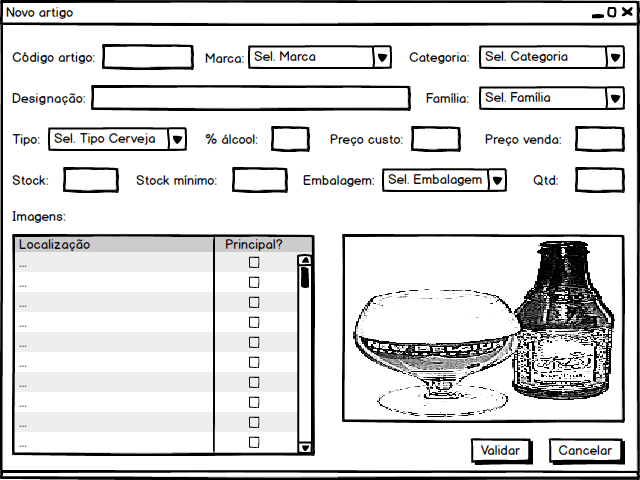 Novo artigo
Código artigo: Marca: Sel. Marca Categoria: Sel. Categoria
Designação: Família: Sel. Família
Tipo: Sel. Tipo Cerveja % álcool: Preço custo: Preço venda:
Stock: Stock mínimo: Embalagem: Sel. Embalagem Qtd:
Imagens:
Localização Principal?
...
...
...
...
...
...
...
...
...
...
Validar Cancelar